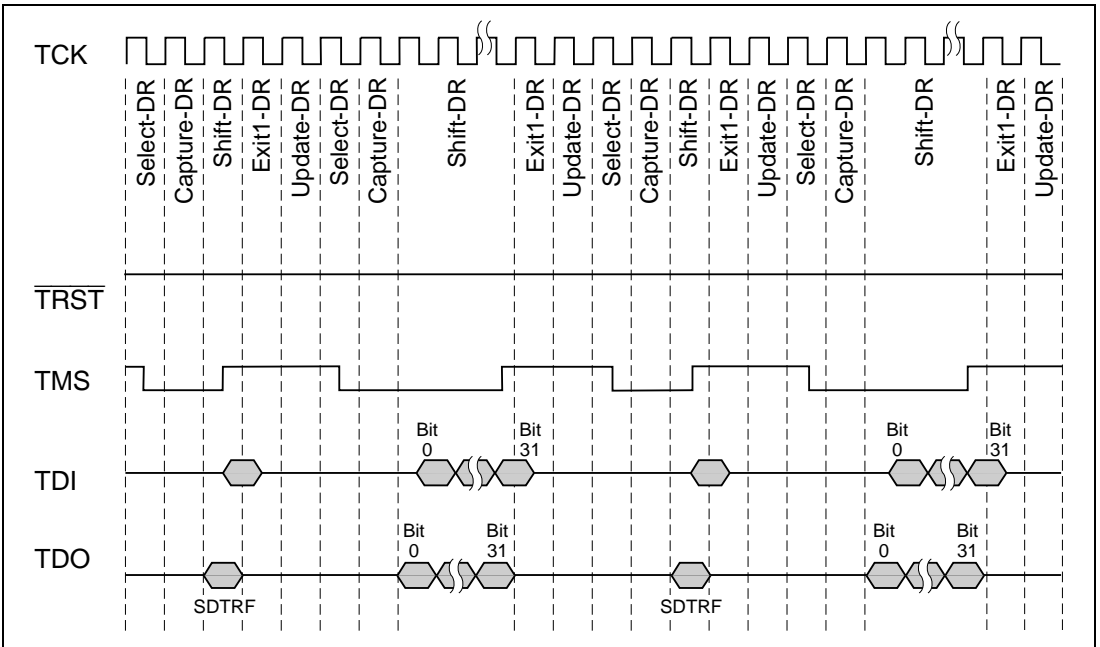 TCK
Select-DR
Capture-DR
Shift-DR
Exit1-DR
Update-DR
Select-DR
Capture-DR
Shift-DR
Exit1-DR
Update-DR
Select-DR
Capture-DR
Shift-DR
Exit1-DR
Update-DR
Select-DR
Capture-DR
Shift-DR
Exit1-DR
Update-DR
TRST
TMS
TDI
Bit
0
Bit
31
Bit
0
Bit
31
TDO
Bit
0
Bit
31
Bit
0
Bit
31
SDTRF
SDTRF